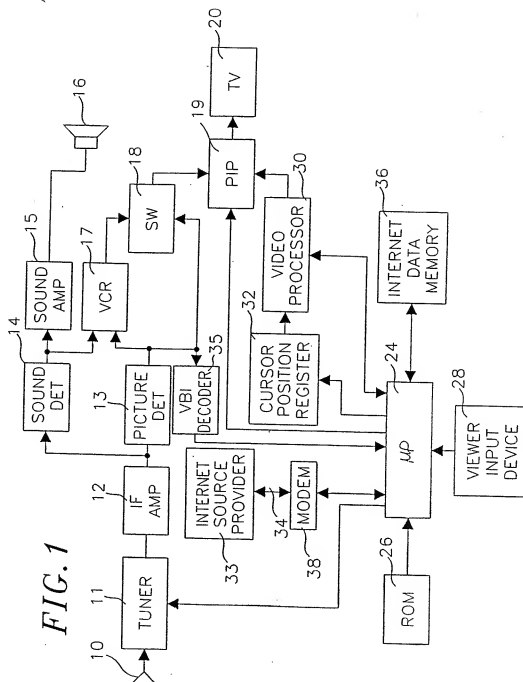 FIG. 1
10
11
TUNER
12
IF
AMP
13
PICTURE
DET
14
SOUND
DET
15
SOUND
AMP
16
17
VCR
18
SW
19
PIP
20
TV
VBI
DECODER
35
INTERNET
SOURCE
PROVIDER
33
34
MODEM
38
32
CURSOR
POSITION
REGISTER
VIDEO
PROCESSOR
30
24
μP
36
INTERNET
DATA
MEMORY
26
ROM
28
VIEWER
INPUT
DEVICE